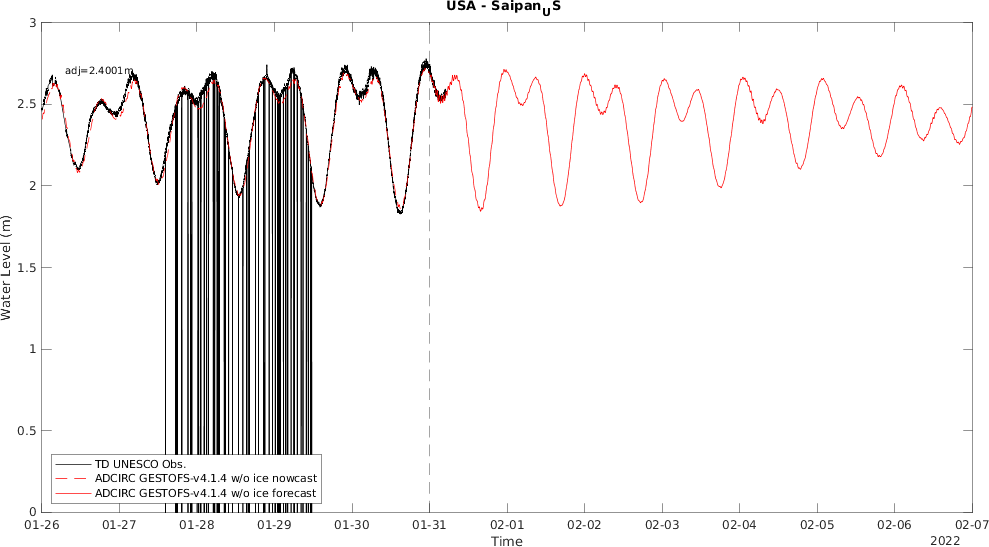 USA - Saipan_US
3
2.5
2
1.5
1
0.5
0
Water Level (m)
adj=2.4001m
TD UNESCO Obs.
ADCIRC GESTOFS-v4.1.4 w/o ice nowcast
ADCIRC GESTOFS-v4.1.4 w/o ice forecast
01-26 01-27 01-28 01-29 01-30 01-31 02-01 02-02 02-03 02-04 02-05 02-06 02-07
Time
2022